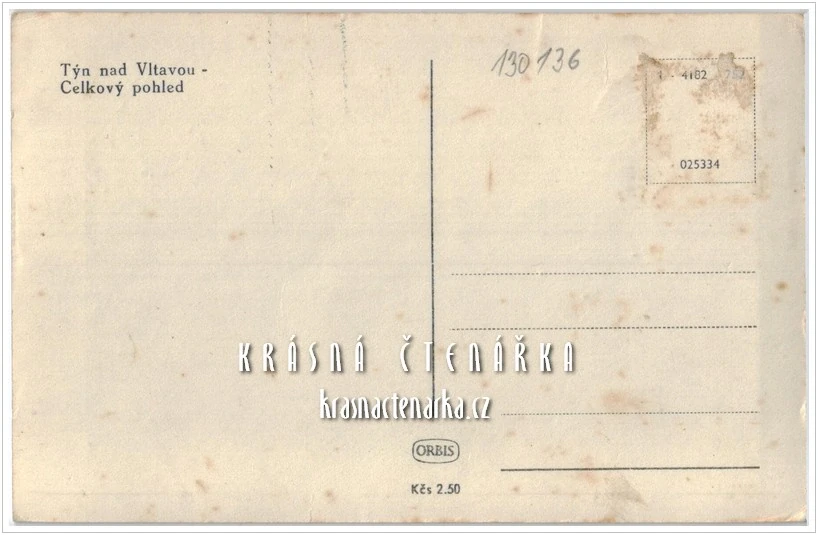 Týn nad Vltavou -
Celkový pohled
130136
4182
025334
KRÁSNÁ ČTENÁŘKA
krasnactenarka.cz
ORBIS
Kčs 2.50